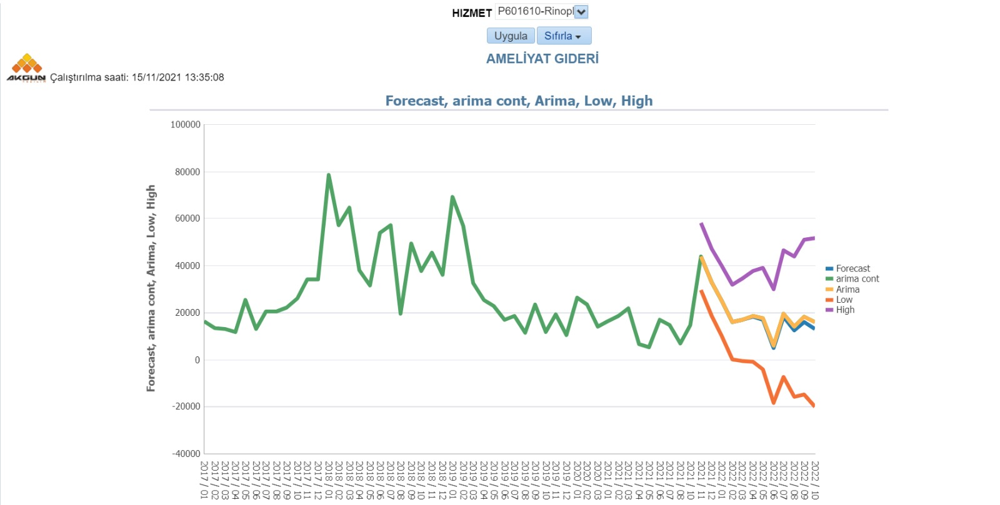 HIZMET P601610-Rinopl
Uygula Sıfırla
AMELİYAT GIDERİ
AKGUN Çalıştırılma saati: 15/11/2021 13:35:08
Forecast, arima cont, Arima, Low, High
Forecast, arima cont, Arima, Low, High
100000
80000
60000
40000
20000
0
-20000
-40000
Forecast
arima cont
Arima
Low
High
2017 / 01
2017 / 02
2017 / 03
2017 / 04
2017 / 05
2017 / 06
2017 / 07
2017 / 08
2017 / 09
2017 / 10
2017 / 11
2017 / 12
2018 / 01
2018 / 02
2018 / 03
2018 / 04
2018 / 05
2018 / 06
2018 / 07
2018 / 08
2018 / 09
2018 / 10
2018 / 11
2018 / 12
2019 / 01
2019 / 02
2019 / 03
2019 / 04
2019 / 05
2019 / 06
2019 / 07
2019 / 08
2019 / 09
2019 / 10
2019 / 11
2019 / 12
2020 / 01
2020 / 02
2020 / 03
2021 / 01
2021 / 02
2021 / 03
2021 / 04
2021 / 05
2021 / 06
2021 / 07
2021 / 08
2021 / 10
2021 / 11
2021 / 12
2022 / 01
2022 / 02
2022 / 03
2022 / 04
2022 / 05
2022 / 06
2022 / 07
2022 / 08
2022 / 09
2022 / 10